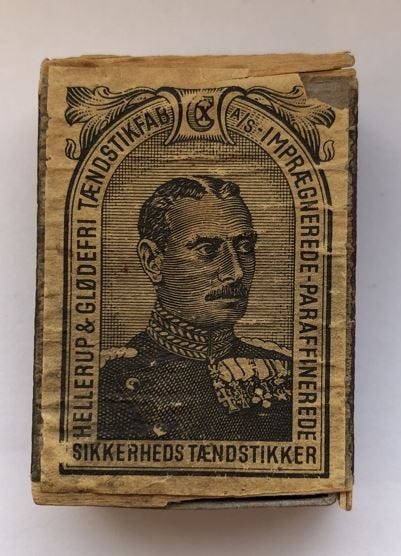 HELLERUP & GLØDEFRI TÆNDSTIKFAB A/S - IMPRÆGNEREDE - PARAFFINEREDE
SIKKERHEDS TÆNDSTIKKER